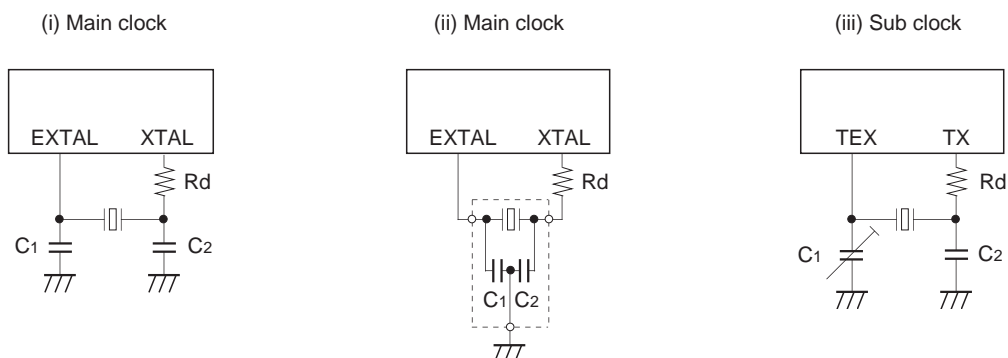 (i) Main clock
(ii) Main clock
(iii) Sub clock
EXTAL XTAL
EXTAL XTAL
TEX TX
Rd
Rd
Rd
C1 C2
C1 C2
C1 C2